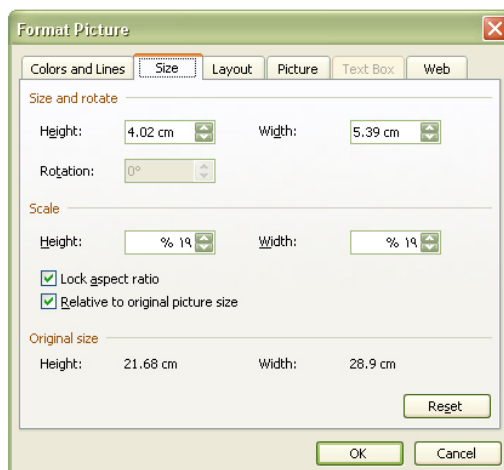 Format Picture
Colors and Lines Size Layout Picture Text Box Web
Size and rotate
Height: 4.02 cm Width: 5.39 cm
Rotation: 0°
Scale
Height: % ۱۹ Width: % ۱۹
Lock aspect ratio
Relative to original picture size
Original size
Height: 21.68 cm Width: 28.9 cm
Reset
OK Cancel